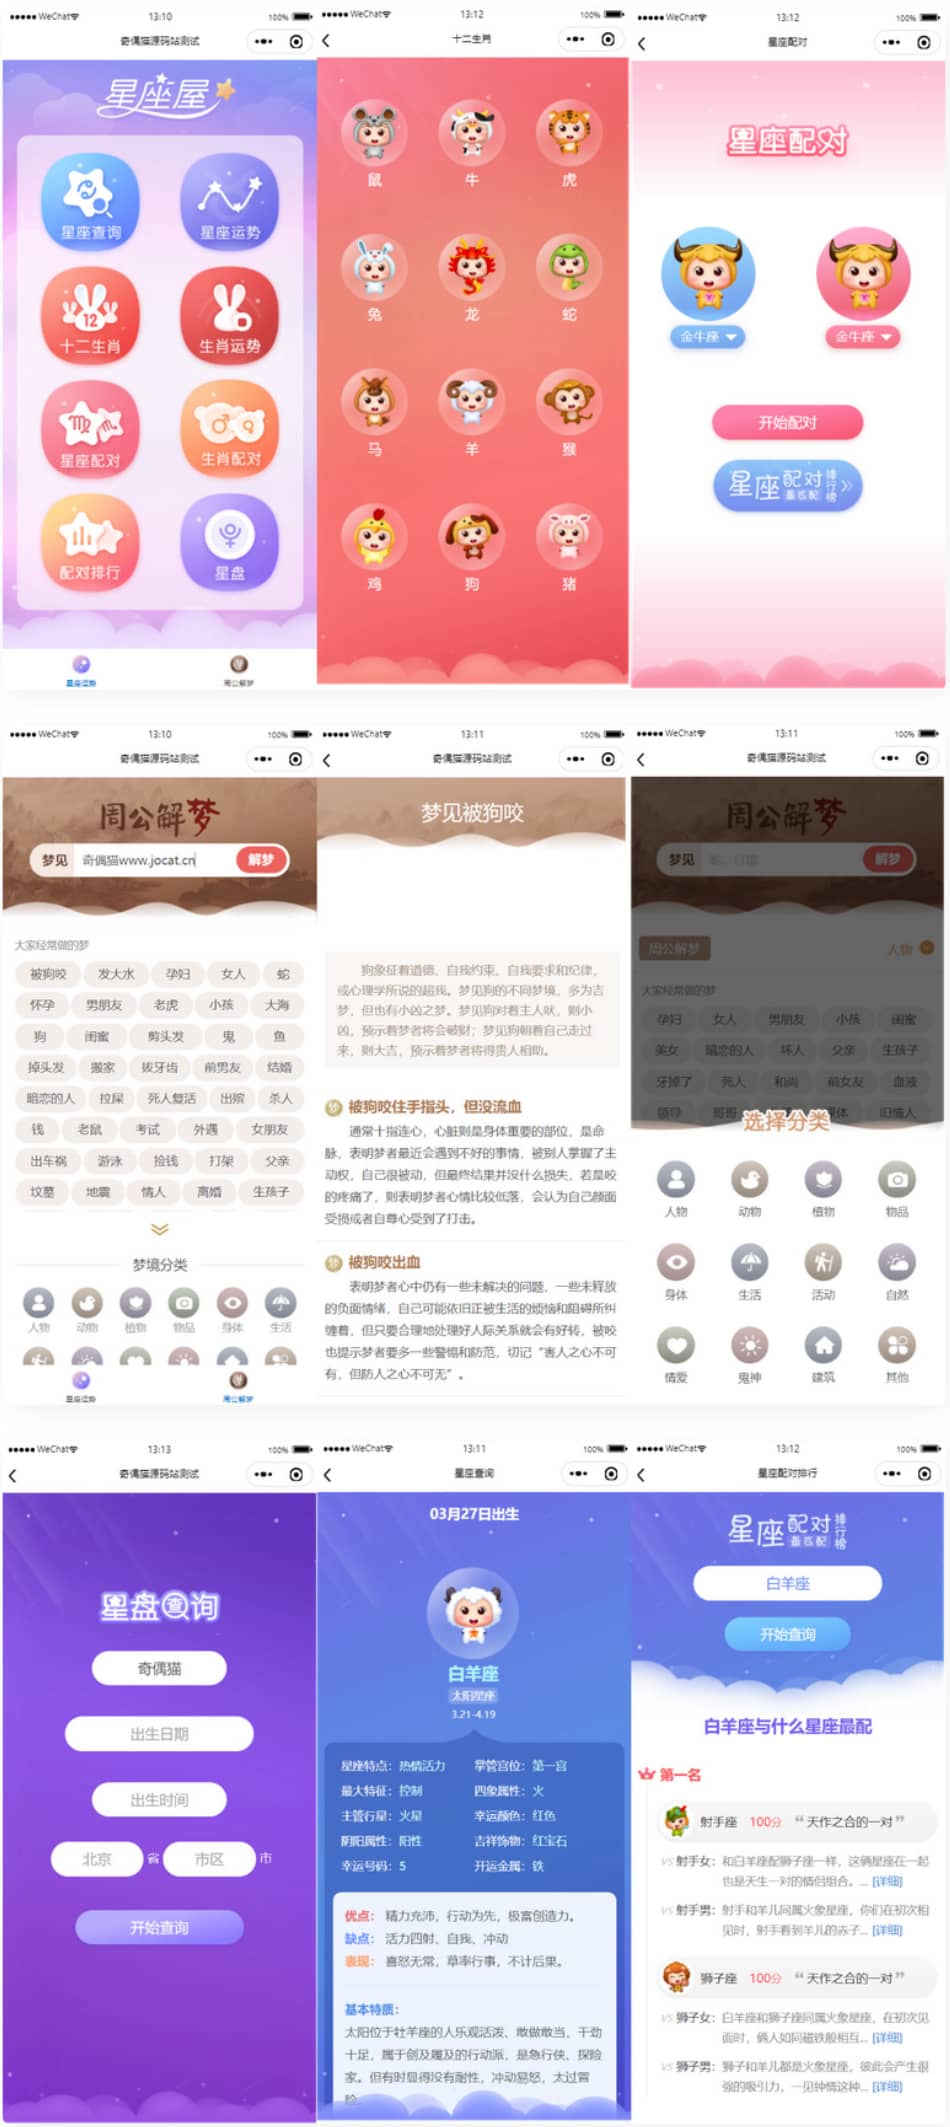 ●●●●● WeChat 13:10 100%
奇偶猫源码站测试
星座屋
星座查询 星座运势
12
十二生肖 生肖运势
星座配对 生肖配对
配对排行 星盘
星座运势 周公解梦
●●●●● WeChat 13:12 100%
十二生肖
鼠 牛 虎
兔 龙 蛇
马 羊 猴
鸡 狗 猪
●●●●● WeChat 13:12 100%
星座配对
星座配对
金牛座 金牛座
开始配对
星座配对最匹配排行榜
●●●●● WeChat 13:10 100%
奇偶猫源码站测试
周公解梦
梦见 奇偶猫www.jocat.cn 解梦
大家经常做的梦
被狗咬 发大水 孕妇 女人 蛇
怀孕 男朋友 老虎 小孩 大海
狗 闺蜜 剪头发 鬼 鱼
掉头发 搬家 拔牙齿 前男友 结婚
暗恋的人 拉屎 死人复活 出嫁 杀人
钱 老鼠 考试 外遇 女朋友
出车祸 游泳 捡钱 打架 父亲
坟墓 地震 情人 离婚 生孩子
梦境分类
人物 动物 植物 物品 身体 生活
星座运势 周公解梦
●●●●● WeChat 13:11 100%
奇偶猫源码站测试
梦见被狗咬
狗象征着道德、自我约束、自我要求和纪律，
或心理学所说的超我。梦见狗的不同梦境，多为吉
梦，但也有小凶之梦。梦见狗对着主人吠，则小
凶，预示着梦者将会破财；梦见狗朝着自己走过
来，则大吉，预示着梦者将得贵人相助。
梦 被狗咬住手指头，但没流血
通常十指连心，心脏则是身体重要的部位，是命
脉，表明梦者最近会遇到不好的事情，被别人掌握了主
动权，自己很被动，但最终结果并没什么损失，若是咬
的疼痛了，则表明梦者心情比较低落，会认为自己颜面
受损或者自尊心受到了打击。
梦 被狗咬出血
表明梦者心中仍有一些未解决的问题，一些未释放
的负面情绪，自己可能依旧正被生活的烦恼和阻碍所纠
缠着，但只要合理地处理好人际关系就会有好转，被咬
也提示梦者要多一些警惕和防范，切记“害人之心不可
有，但防人之心不可无”。
●●●●● WeChat 13:11 100%
奇偶猫源码站测试
周公解梦
梦见 解梦
周公解梦 人物
大家经常做的梦
孕妇 女人 男朋友 小孩 闺蜜
美女 暗恋的人 坏人 父亲 生孩子
牙掉了 死人 和尚 前女友 血液
领导 哥哥 旧情人
选择分类
人物 动物 植物 物品
身体 生活 活动 自然
情爱 鬼神 建筑 其他
●●●●● WeChat 13:13 100%
奇偶猫源码站测试
星盘查询
奇偶猫
出生日期
出生时间
北京 省 市区 市
开始查询
●●●●● WeChat 13:11 100%
星座查询
03月27日出生
白羊座
太阳星座
3.21-4.19
星座特点：热情活力 掌管宫位：第一宫
最大特征：控制 四象属性：火
主管行星：火星 幸运颜色：红色
阴阳属性：阳性 吉祥饰物：红宝石
幸运号码：5 开运金属：铁
优点：精力充沛，行动为先，极富创造力。
缺点：活力四射、自我、冲动
表现：喜怒无常，草率行事，不计后果。
基本特质：
太阳位于牡羊座的人乐观活泼、敢做敢当，干劲
十足，属于创及履及的行动派，是急行侠、探险
家。但有时显得没有耐性，冲动易怒，太过冒
险。
●●●●● WeChat 13:12 100%
星座配对排行
星座配对最匹配排行榜
白羊座
开始查询
白羊座与什么星座最配
第一名
射手座 100分 “天作之合的一对”
VS 射手女：和白羊座配狮子座一样，这俩星座在一起
也是天生一对的情侣组合。... [详细]
VS 射手男：射手和羊儿同属火象星座，你们在初次相
见时，射手看到羊儿的赤子... [详细]
狮子座 100分 “天作之合的一对”
VS 狮子女：白羊座和狮子座同属火象星座，在初次见
面时，俩人如同磁铁般相互... [详细]
VS 狮子男：狮子和羊儿都是火象星座，彼此会产生很
强的吸引力，一见钟情这种... [详细]